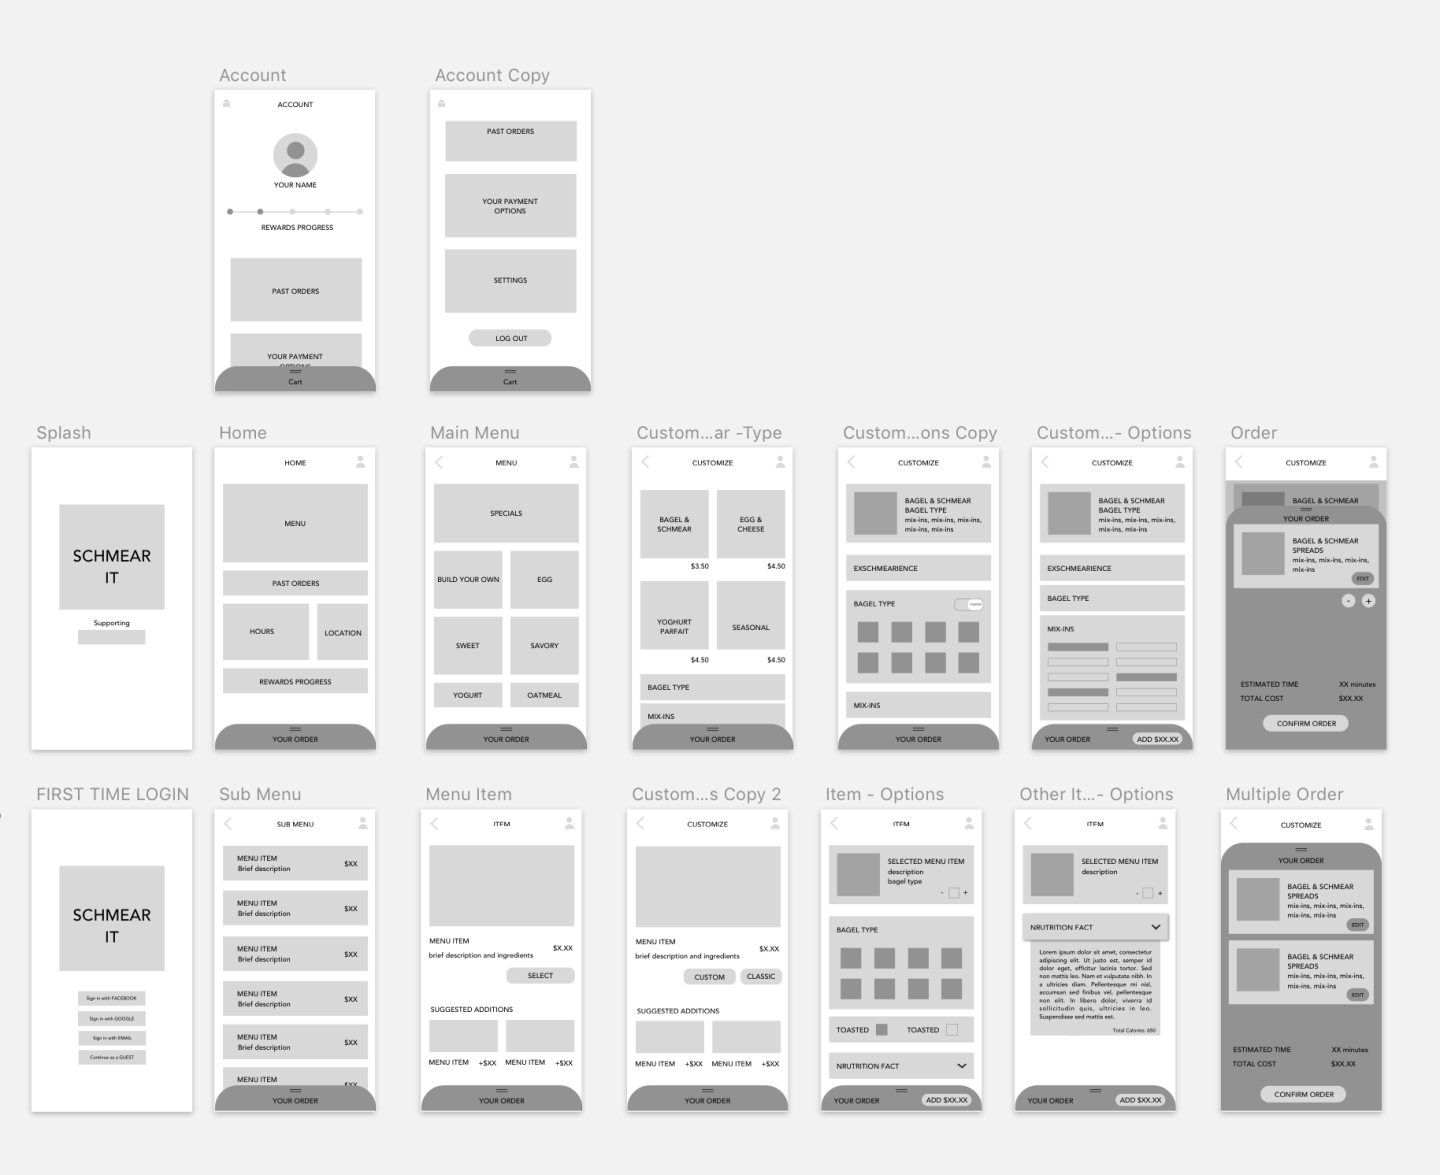 Account
ACCOUNT
YOUR NAME
REWARDS PROGRESS
PAST ORDERS
YOUR PAYMENT
Cart
Account Copy
PAST ORDERS
YOUR PAYMENT
OPTIONS
SETTINGS
LOG OUT
Cart
Splash
SCHMEAR
IT
Supporting
Home
HOME
MENU
PAST ORDERS
HOURS
LOCATION
REWARDS PROGRESS
YOUR ORDER
Main Menu
MENU
SPECIALS
BUILD YOUR OWN
EGG
SWEET
SAVORY
YOGURT
OATMEAL
YOUR ORDER
Custom...ar -Type
CUSTOMIZE
BAGEL &
SCHMEAR
EGG &
CHEESE
$3.50
$4.50
YOGHURT
PARFAIT
SEASONAL
$4.50
$4.50
BAGEL TYPE
MIX-INS
YOUR ORDER
Custom...ons Copy
CUSTOMIZE
BAGEL & SCHMEAR
BAGEL TYPE
mix-ins, mix-ins, mix-ins,
mix-ins, mix-ins
EXSCHMEARIENCE
BAGEL TYPE
MIX-INS
YOUR ORDER
Custom...- Options
CUSTOMIZE
BAGEL & SCHMEAR
BAGEL TYPE
mix-ins, mix-ins, mix-ins,
mix-ins, mix-ins
EXSCHMEARIENCE
BAGEL TYPE
MIX-INS
YOUR ORDER
ADD $XX.XX
Order
CUSTOMIZE
BAGEL & SCHMEAR
YOUR ORDER
BAGEL & SCHMEAR
SPREADS
mix-ins, mix-ins, mix-ins,
mix-ins
EDIT
-
+
ESTIMATED TIME
XX minutes
TOTAL COST
$XX.XX
CONFIRM ORDER
FIRST TIME LOGIN
SCHMEAR
IT
Sign in with FACEBOOK
Sign in with GOOGLE
Sign in with EMAIL
Continue as a GUEST
Sub Menu
SUB MENU
MENU ITEM
Brief description
$XX
MENU ITEM
Brief description
$XX
MENU ITEM
Brief description
$XX
MENU ITEM
Brief description
$XX
MENU ITEM
Brief description
$XX
MENU ITEM
YOUR ORDER
Menu Item
ITEM
MENU ITEM
$X.XX
brief description and ingredients
SELECT
SUGGESTED ADDITIONS
MENU ITEM +$XX MENU ITEM +$XX
YOUR ORDER
Custom...s Copy 2
CUSTOMIZE
MENU ITEM
$X.XX
brief description and ingredients
CUSTOM
CLASSIC
SUGGESTED ADDITIONS
MENU ITEM +$XX MENU ITEM +$XX
YOUR ORDER
Item - Options
ITEM
SELECTED MENU ITEM
description
bagel type
- +
BAGEL TYPE
TOASTED
TOASTED
NRUTRITION FACT
YOUR ORDER
ADD $XX.XX
Other It...- Options
ITEM
SELECTED MENU ITEM
description
- +
NRUTRITION FACT
Lorem ipsum dolor sit amet, consectetur
adipiscing elit. Ut justo est, semper id
dolor eget, efficitur lacinia tortor. Sed
non mattis leo. Nam et vulputate nibh. In
a ultricies diam. Pellentesque mi nisl,
accumsan sed finibus vel, pellentesque
non elit. In libero dolor, viverra id
sollicitudin quis, ultricies in leo.
Suspendisse sed mattis est.
Total Calories: 650
YOUR ORDER
ADD $XX.XX
Multiple Order
CUSTOMIZE
YOUR ORDER
BAGEL & SCHMEAR
SPREADS
mix-ins, mix-ins, mix-ins,
mix-ins, mix-ins
EDIT
BAGEL & SCHMEAR
SPREADS
mix-ins, mix-ins, mix-ins,
mix-ins, mix-ins
EDIT
ESTIMATED TIME
XX minutes
TOTAL COST
$XX.XX
CONFIRM ORDER